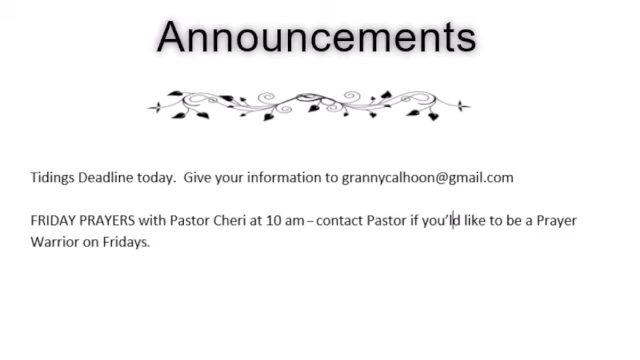 Announcements
Tidings Deadline today. Give your information to grannycalhoon@gmail.com
FRIDAY PRAYERS with Pastor Cheri at 10 am – contact Pastor if you'ld like to be a Prayer
Warrior on Fridays.